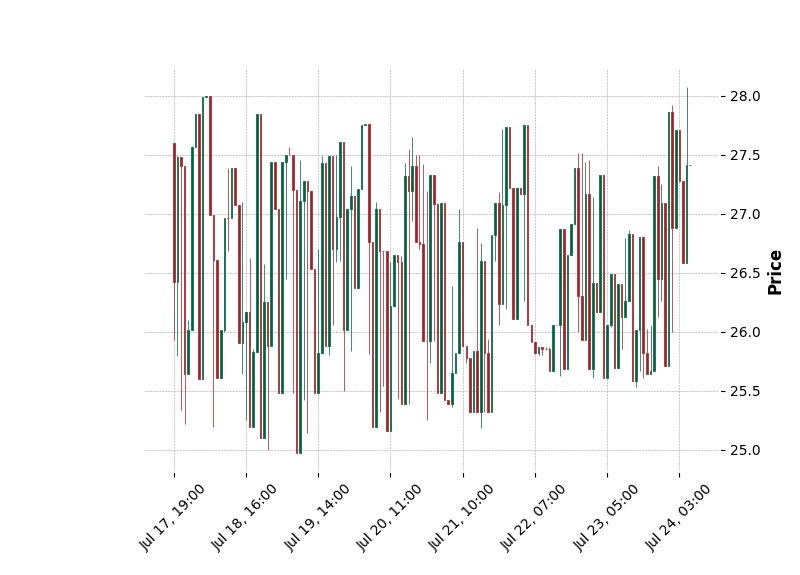 28.0
27.5
27.0
26.5
26.0
25.5
25.0
Price
Jul 17, 19:00
Jul 18, 16:00
Jul 19, 14:00
Jul 20, 11:00
Jul 21, 10:00
Jul 22, 07:00
Jul 23, 05:00
Jul 24, 03:00